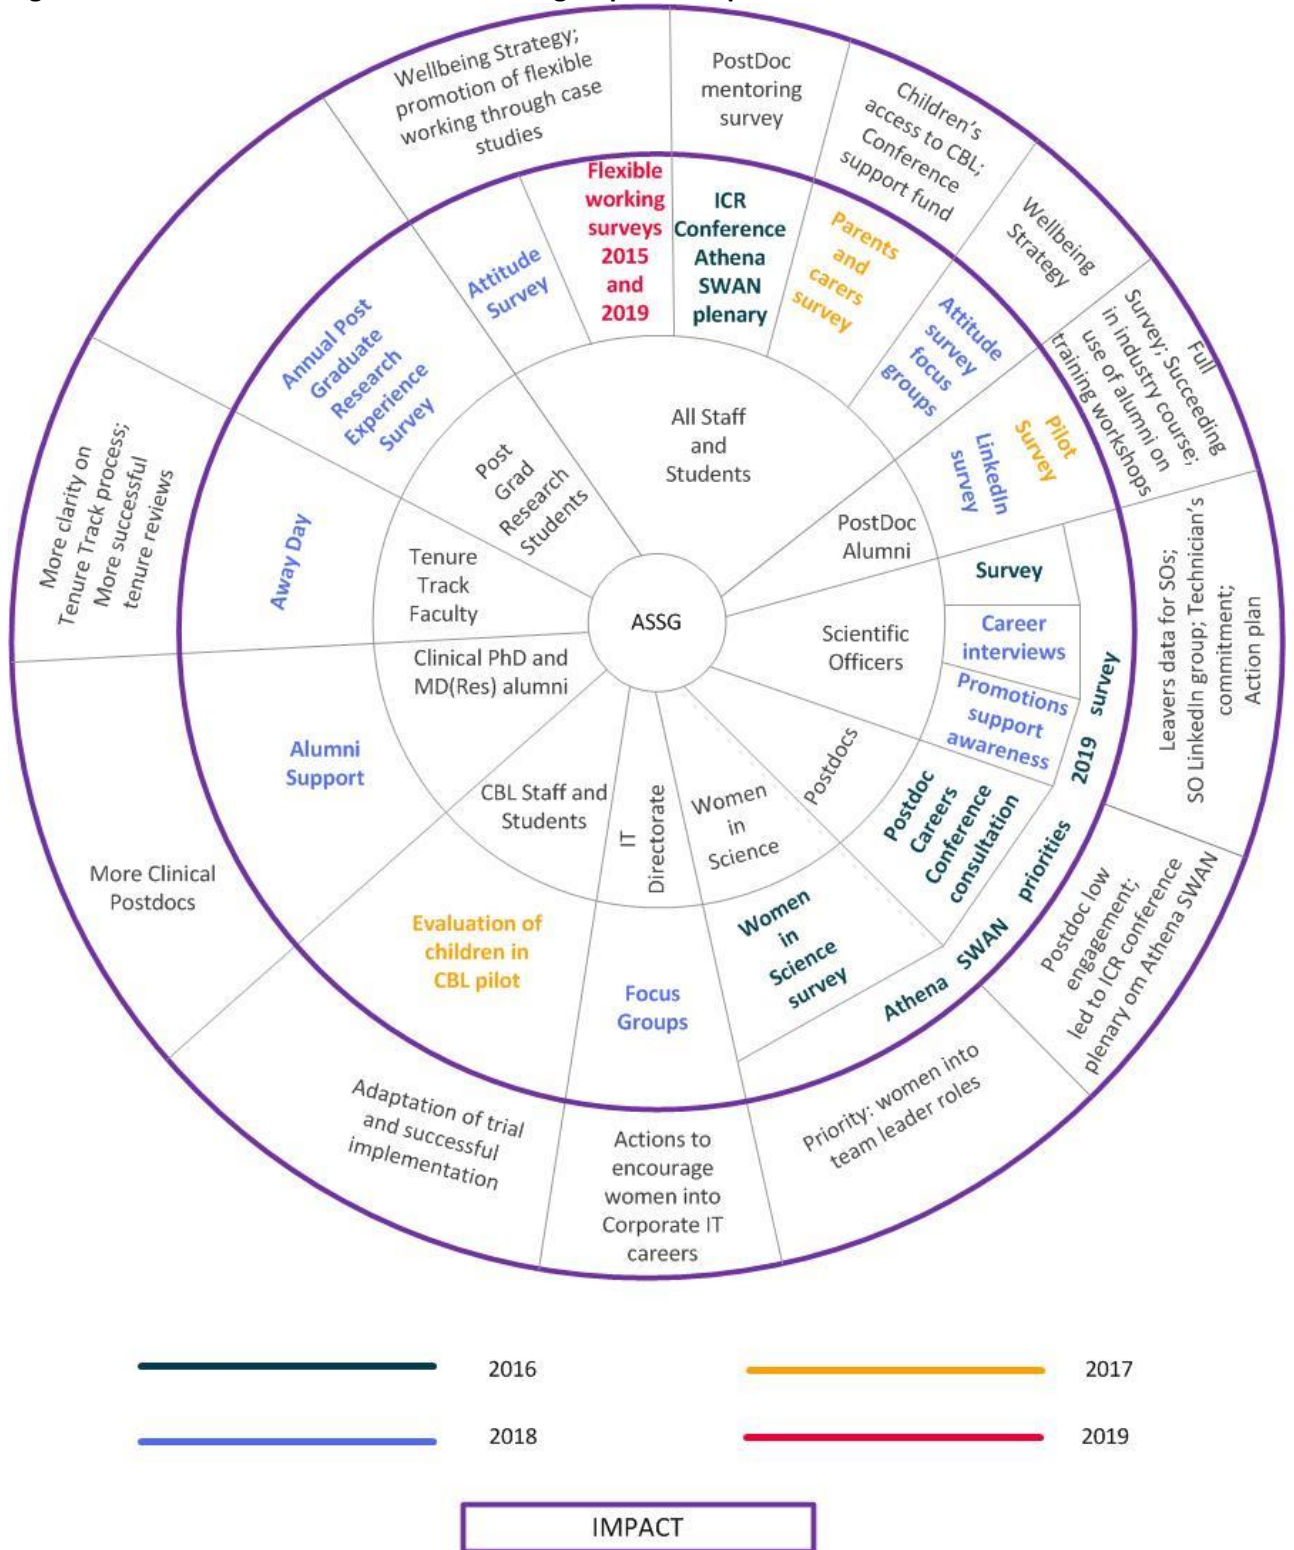 Wellbeing Strategy;
promotion of flexible
working through case
studies
PostDoc
mentoring
survey
Children's
access to CBL;
Conference
support fund
Wellbeing
Strategy
Full
Survey; Succeeding
in industry course;
use of alumni on
training workshops
Leavers data for SOs;
SO LinkedIn group; Technician's
commitment;
Action plan
Postdoc low
engagement;
led to ICR conference
plenary om Athena SWAN
Priority: women into
team leader roles
Actions to
encourage
women into
Corporate IT
careers
Adaptation of trial
and successful
implementation
More Clinical
Postdocs
More clarity on
Tenure Track process;
More successful
tenure reviews
Attitude
Survey
Flexible
working
surveys
2015
and
2019
ICR
Conference
Athena
SWAN
plenary
Parents
and
carers
survey
Attitude
survey
focus
groups
LinkedIn
survey
Pilot
Survey
Survey
Career
interviews
Promotions
support
awareness
Postdoc
Careers
Conference
consultation
Women
in
Science
survey
Athena SWAN priorities 2019 survey
Focus
Groups
Evaluation of
children in
CBL pilot
Alumni
Support
Away Day
Annual Post
Graduate
Research
Experience
Survey
All Staff
and
Students
PostDoc
Alumni
Scientific
Officers
Postdocs
Women
in
Science
IT
Directorate
CBL Staff and
Students
Clinical PhD and
MD(Res) alumni
Tenure
Track
Faculty
Post
Grad
Research
Students
ASSG
2016
2017
2018
2019
IMPACT